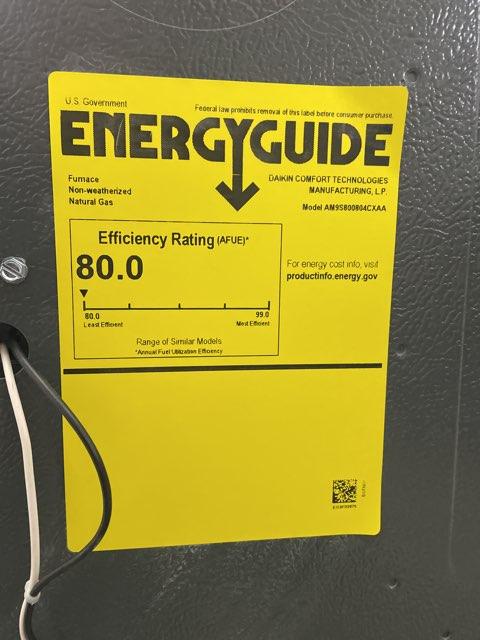 U.S. Government
Federal law prohibits removal of this label before consumer purchase.
ENERGYGUIDE
Furnace
Non-weatherized
Natural Gas
DAIKIN COMFORT TECHNOLOGIES
MANUFACTURING, L.P.
Model AM9S800804CXAA
Efficiency Rating (AFUE)*
80.0
80.0
99.0
Least Efficient
Most Efficient
Range of Similar Models
*Annual Fuel Utilization Efficiency
For energy cost info, visit
productinfo.energy.gov